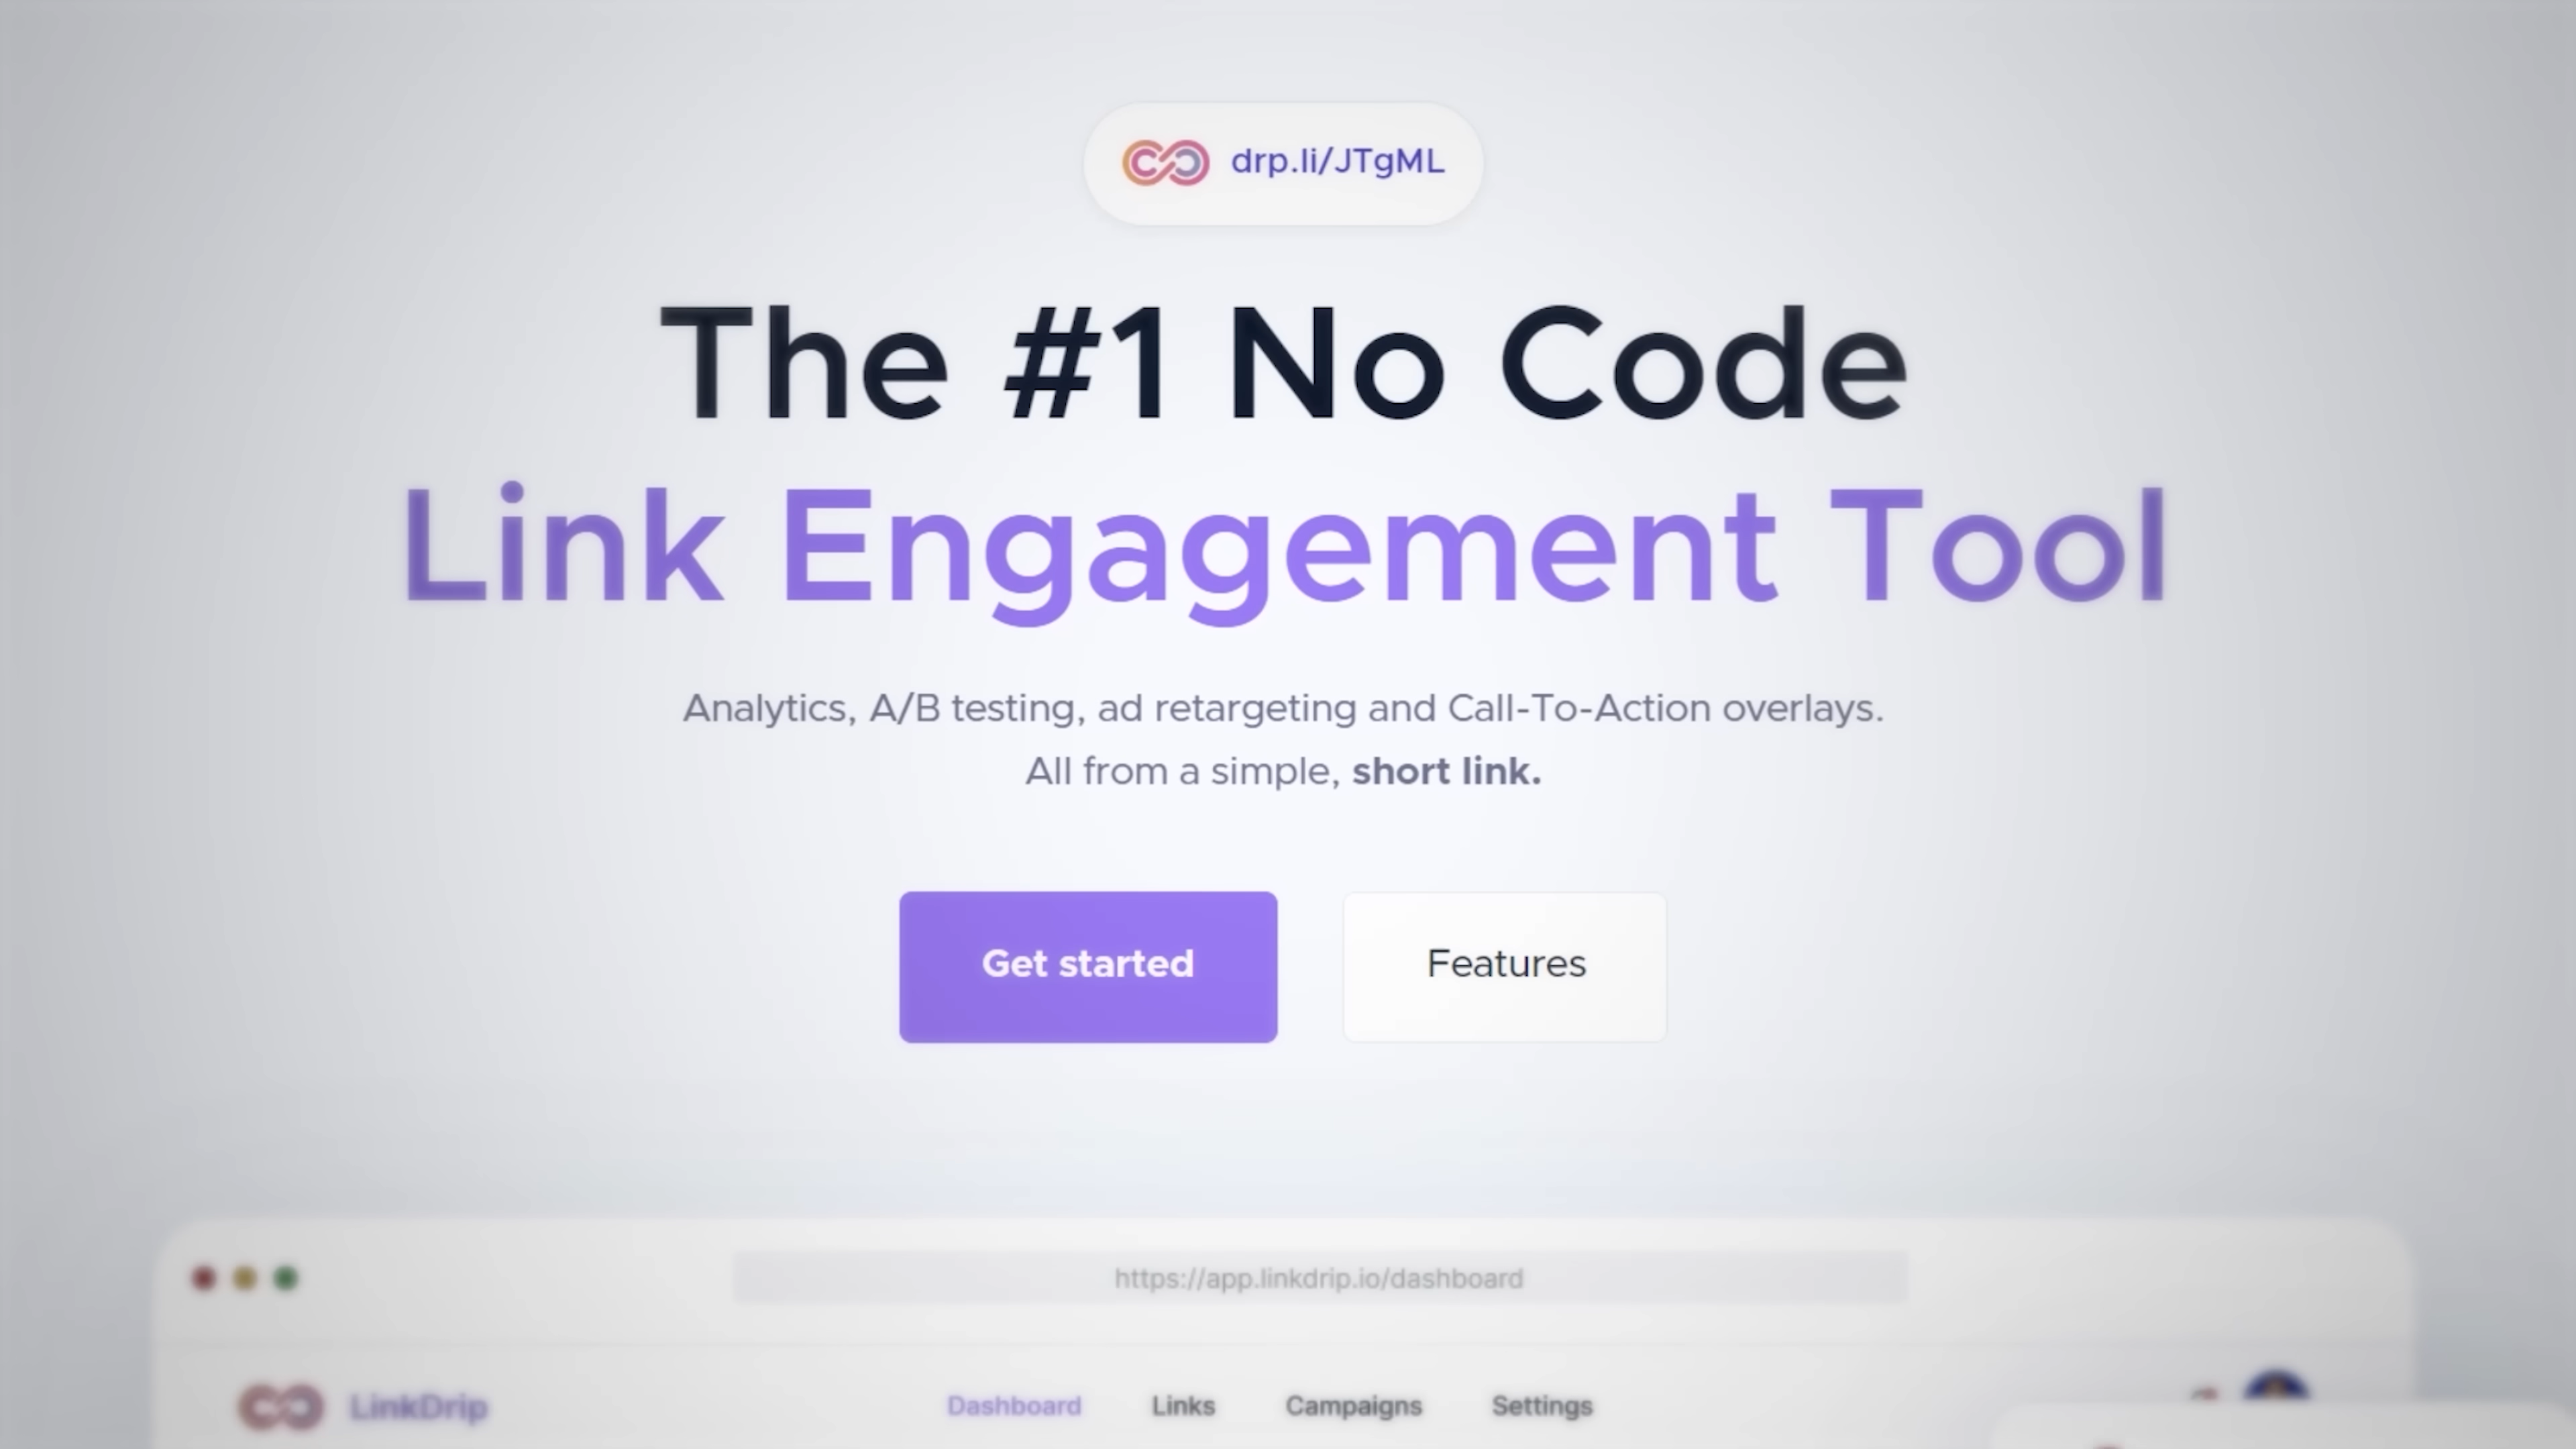 drp.li/JTgML
The #1 No Code
Link Engagement Tool
Analytics, A/B testing, ad retargeting and Call-To-Action overlays.
All from a simple, short link.
Get started
Features
https://app.linkdrip.io/dashboard
LinkDrip
Dashboard
Links
Campaigns
Settings